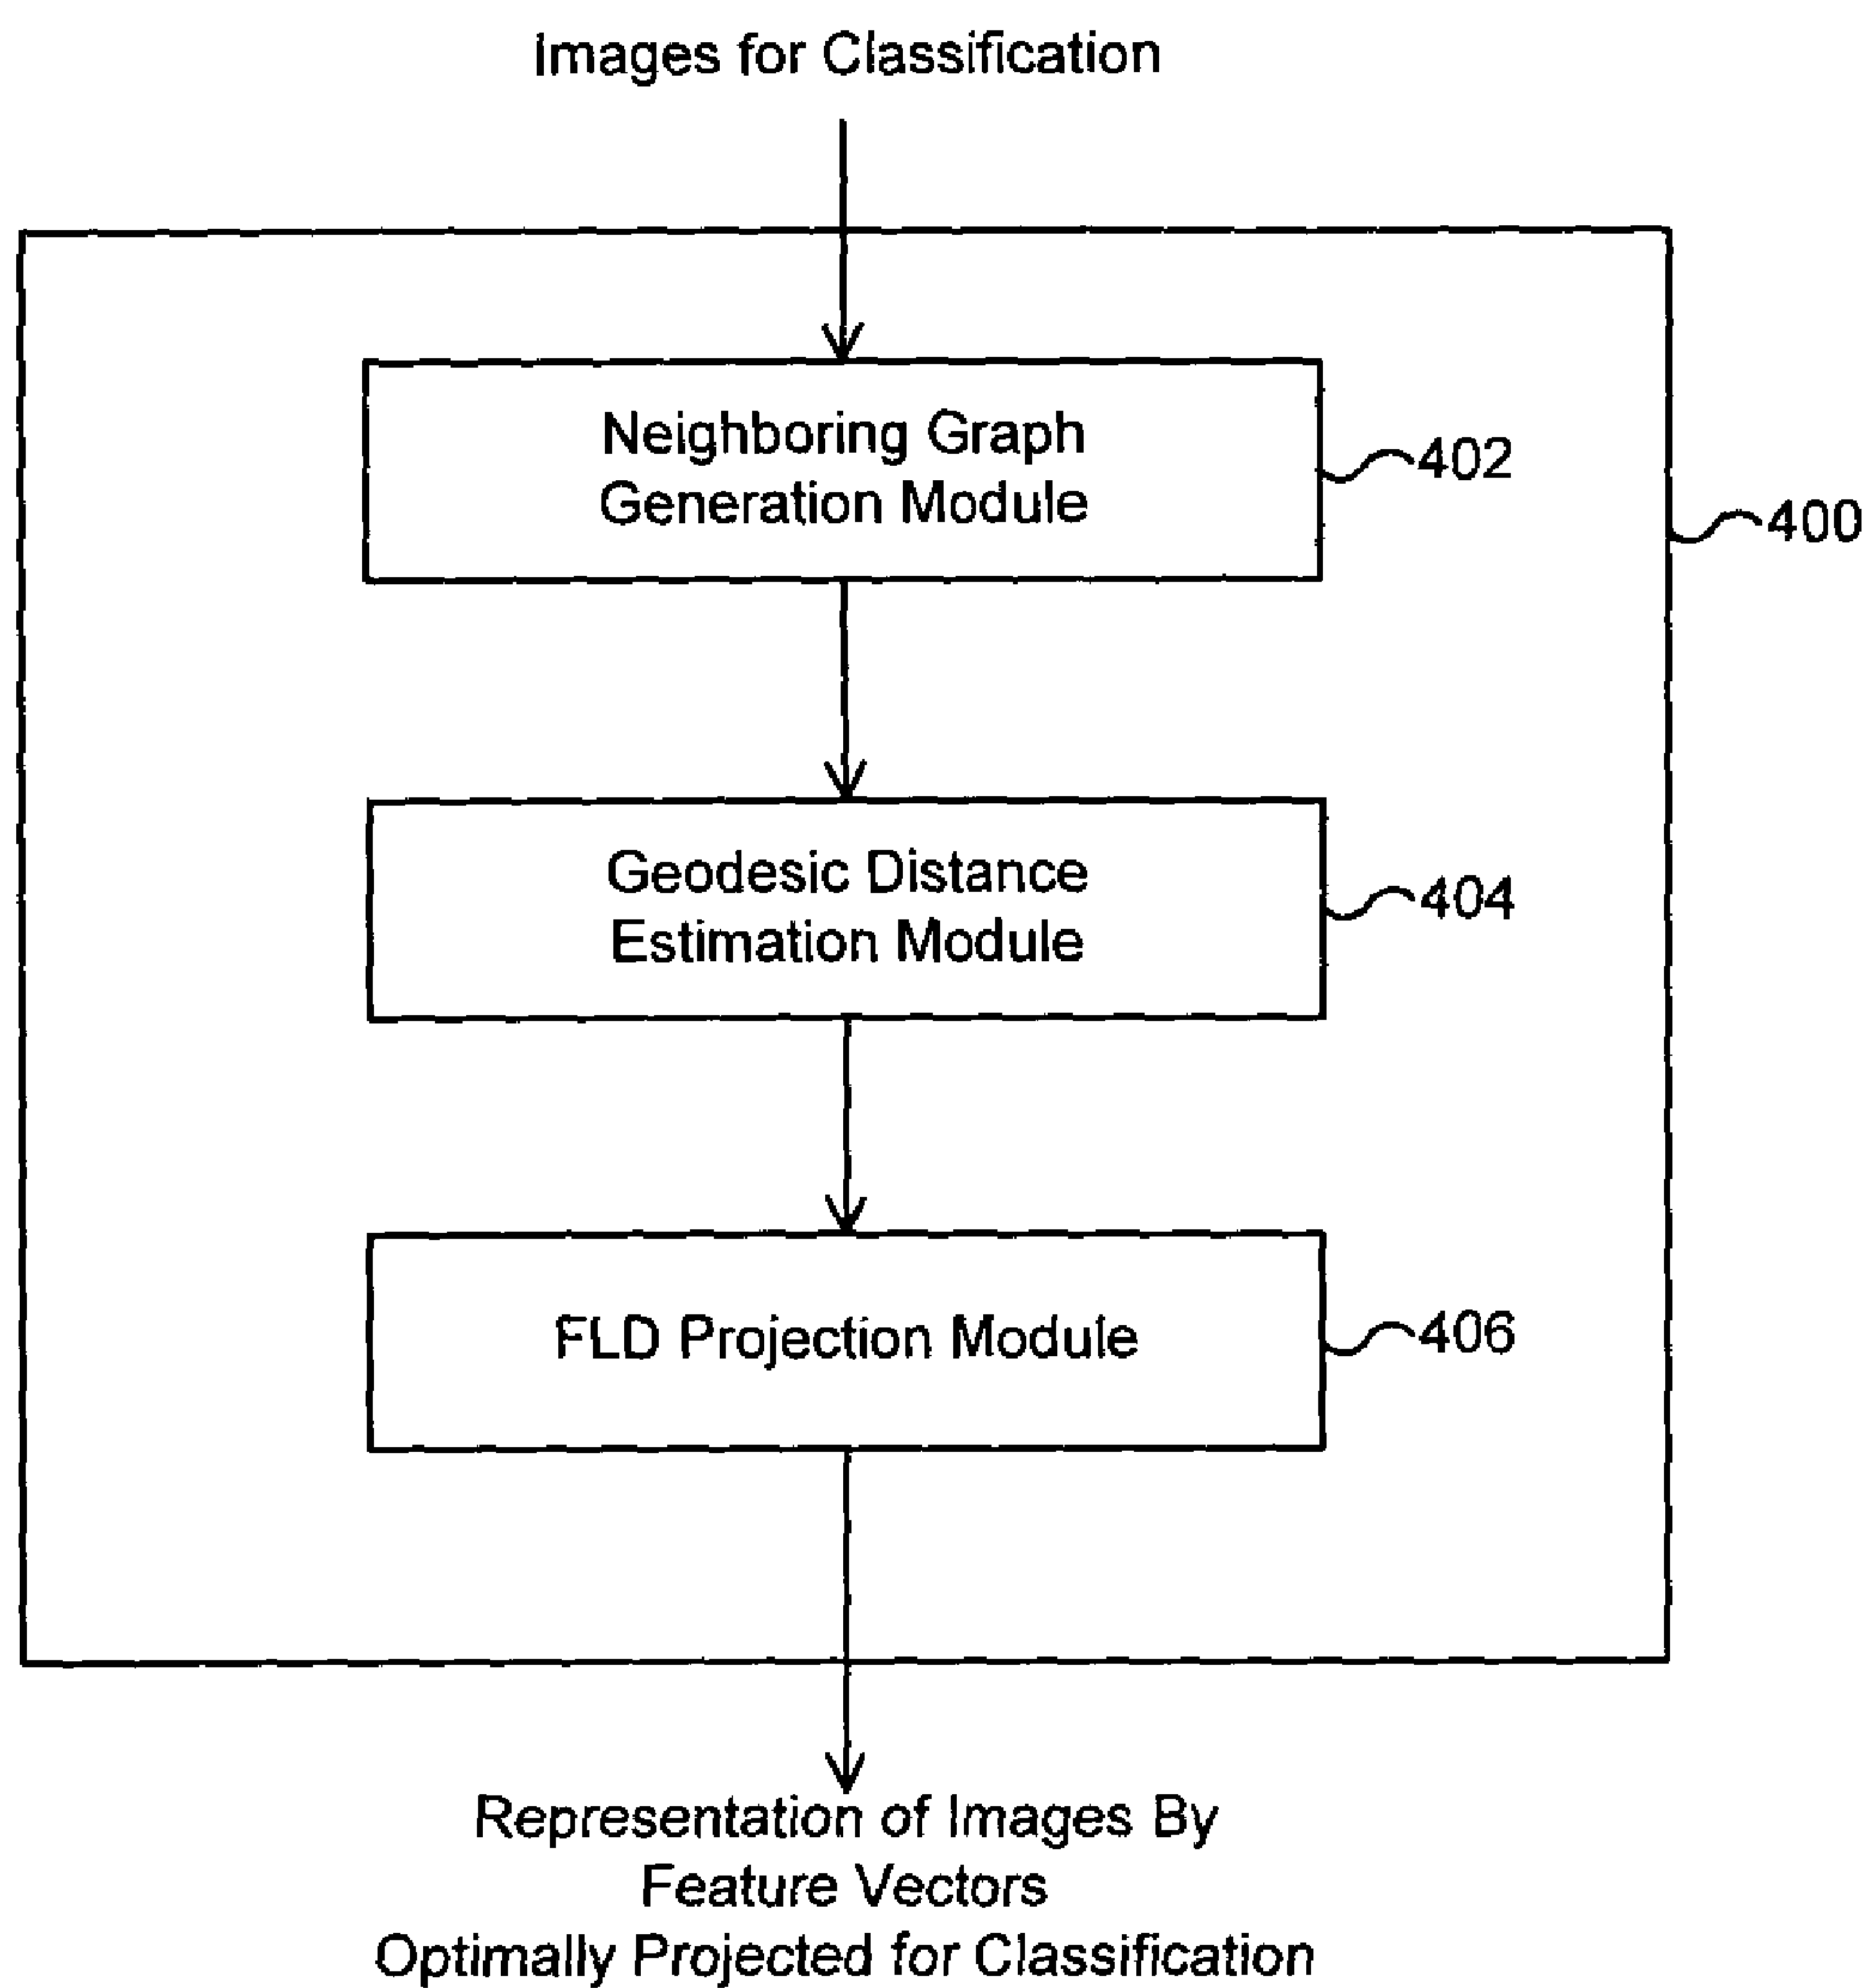 Images for Classification
Neighboring Graph
Generation Module
402
400
Geodesic Distance
Estimation Module
404
FLD Projection Module
406
Representation of Images By
Feature Vectors
Optimally Projected for Classification